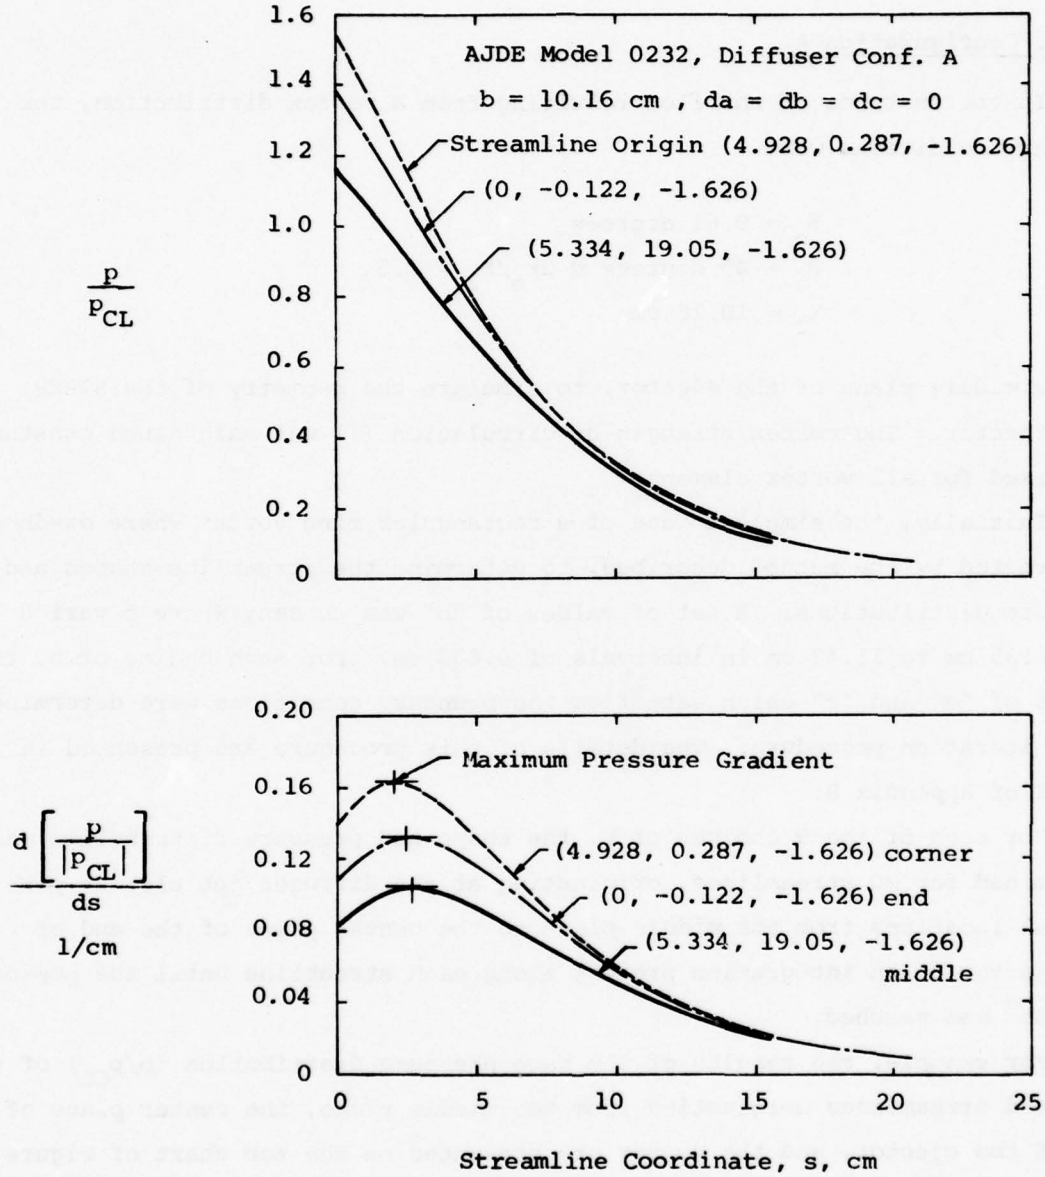 1.6
1.4
1.2
1.0
0.8
0.6
0.4
0.2
0
p
p_CL
AJDE Model 0232, Diffuser Conf. A
b = 10.16 cm, da = db = dc = 0
Streamline Origin (4.928, 0.287, -1.626)
(0, -0.122, -1.626)
(5.334, 19.05, -1.626)
0.20
0.16
0.12
0.08
0.04
0
d [ p / |p_CL| ]
ds
1/cm
Maximum Pressure Gradient
(4.928, 0.287, -1.626) corner
(0, -0.122, -1.626) end
(5.334, 19.05, -1.626)
middle
0 5 10 15 20 25
Streamline Coordinate, s, cm